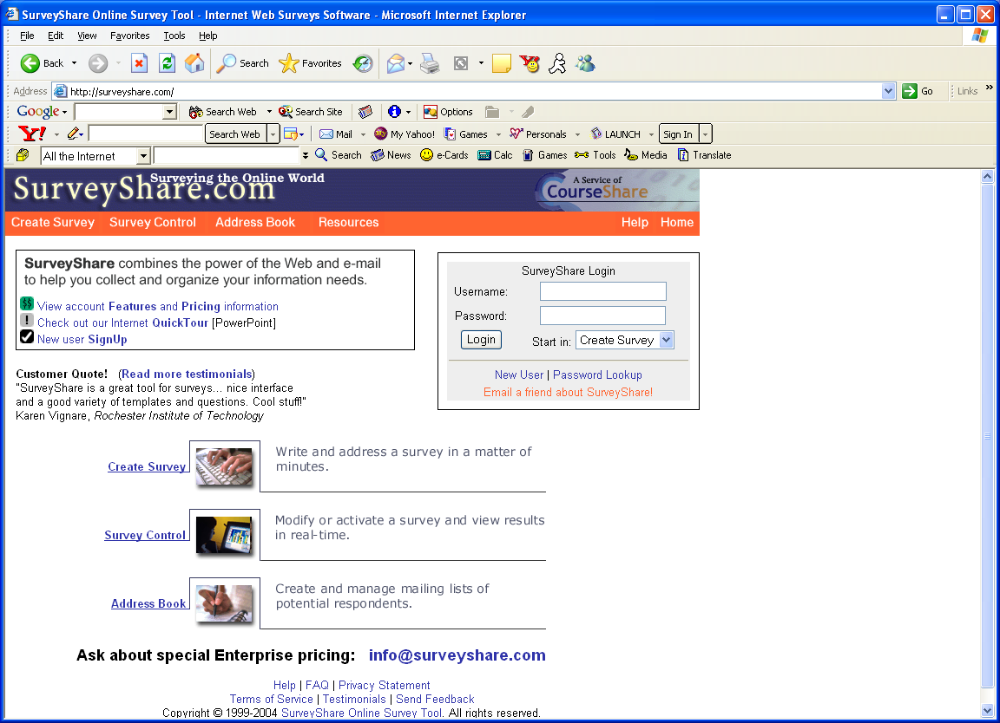 SurveyShare Online Survey Tool - Internet Web Surveys Software - Microsoft Internet Explorer
File Edit View Favorites Tools Help
Back Search Favorites
Address http://surveyshare.com/ Go Links »
Google Search Web Search Site Options
Y! Search Web Mail My Yahoo! Games Personals LAUNCH Sign In
All the Internet Search News e-Cards Calc Games Tools Media Translate
Surveying the Online World
SurveyShare.com
A Service of
CourseShare
Create Survey Survey Control Address Book Resources Help Home
SurveyShare combines the power of the Web and e-mail
to help you collect and organize your information needs.
$$ View account Features and Pricing information
! Check out our Internet QuickTour [PowerPoint]
New user SignUp
SurveyShare Login
Username:
Password:
Login Start in: Create Survey
New User | Password Lookup
Email a friend about SurveyShare!
Customer Quote! (Read more testimonials)
"SurveyShare is a great tool for surveys... nice interface
and a good variety of templates and questions. Cool stuff!"
Karen Vignare, Rochester Institute of Technology
Create Survey
Write and address a survey in a matter of
minutes.
Survey Control
Modify or activate a survey and view results
in real-time.
Address Book
Create and manage mailing lists of
potential respondents.
Ask about special Enterprise pricing: info@surveyshare.com
Help | FAQ | Privacy Statement
Terms of Service | Testimonials | Send Feedback
Copyright © 1999-2004 SurveyShare Online Survey Tool. All rights reserved.